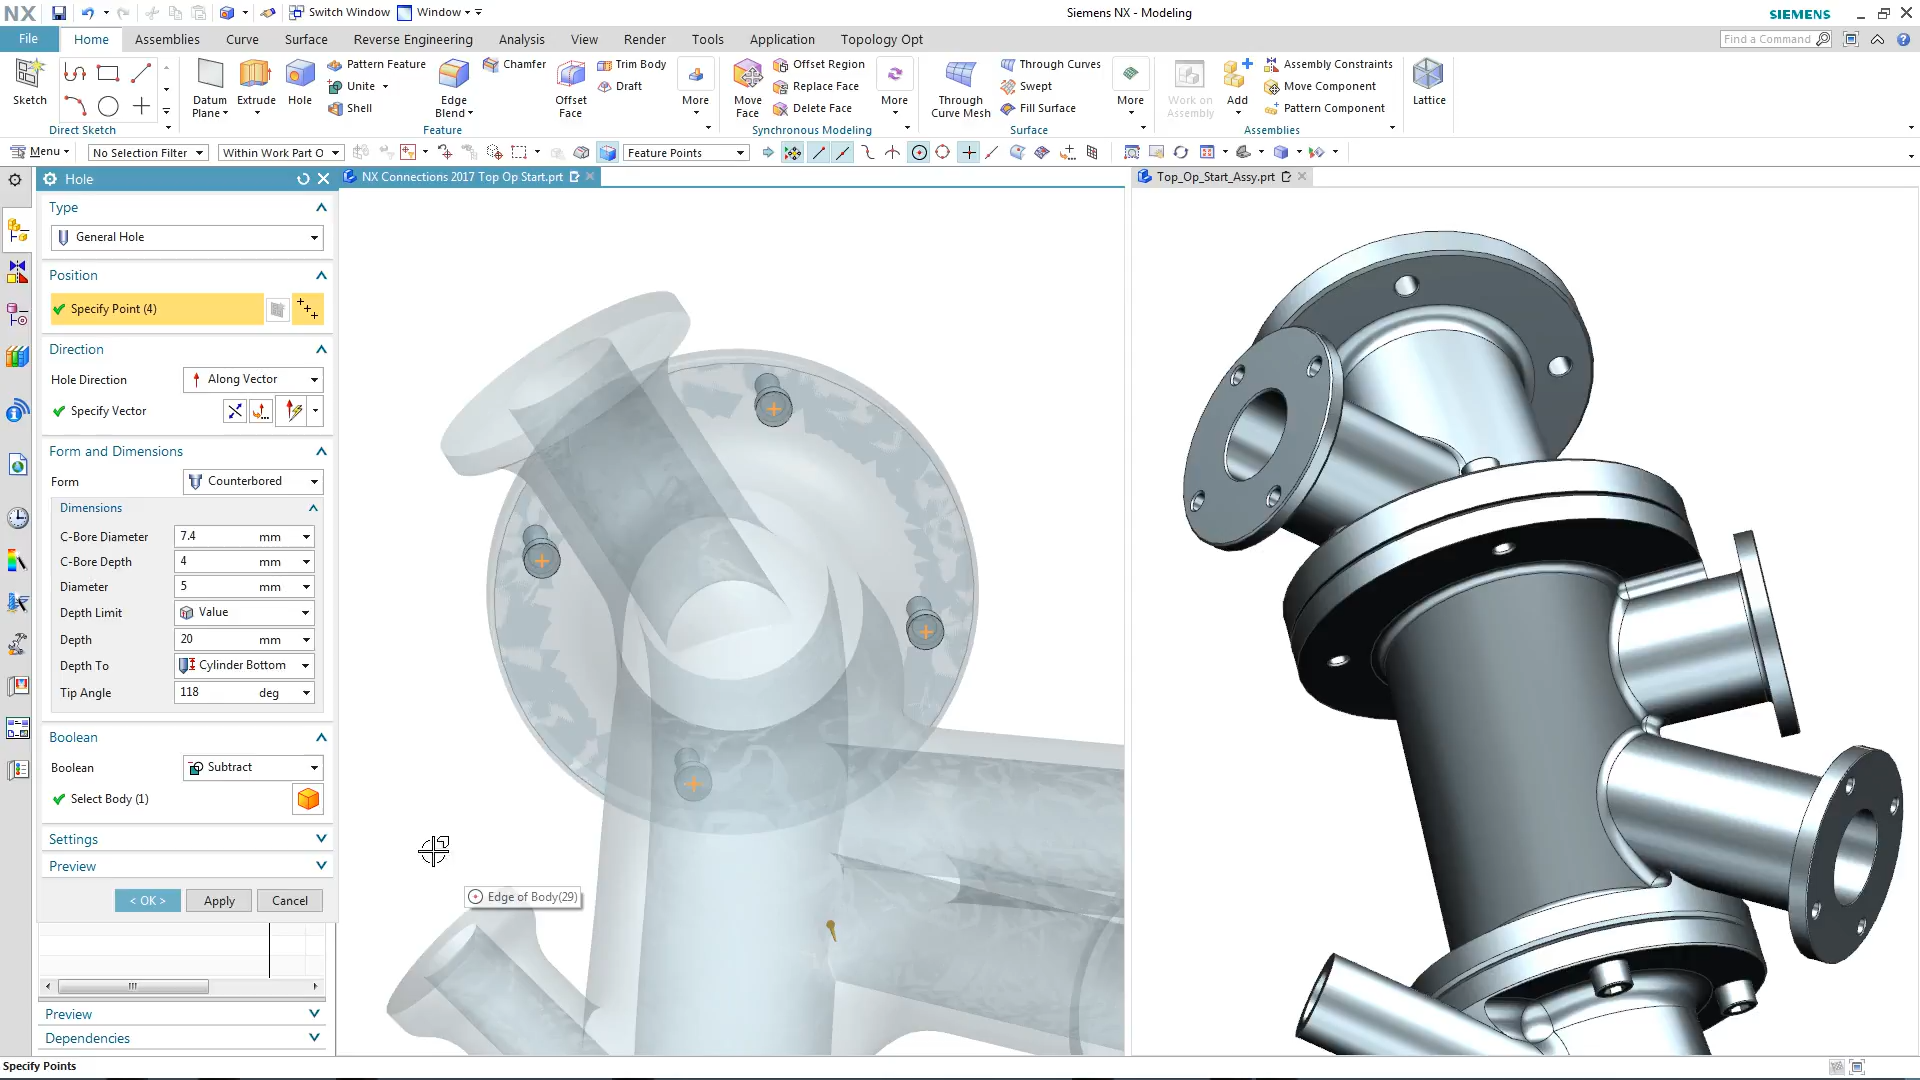 NX Switch Window Window Siemens NX - Modeling SIEMENS
File Home Assemblies Curve Surface Reverse Engineering Analysis View Render Tools Application Topology Opt Find a Command
Sketch
Direct Sketch
Datum Plane
Extrude
Hole
Pattern Feature
Unite
Shell
Edge Blend
Chamfer
Offset Face
Trim Body
Draft
More
Feature
Move Face
Offset Region
Replace Face
Delete Face
More
Synchronous Modeling
Through Curve Mesh
Through Curves
Swept
Fill Surface
More
Surface
Work on Assembly
Add
Assembly Constraints
Move Component
Pattern Component
Assemblies
Lattice
Menu No Selection Filter Within Work Part O Feature Points
Hole
NX Connections 2017 Top Op Start.prt
Top_Op_Start_Assy.prt
Type
General Hole
Position
Specify Point (4)
Direction
Hole Direction Along Vector
Specify Vector
Form and Dimensions
Form Counterbored
Dimensions
C-Bore Diameter 7.4 mm
C-Bore Depth 4 mm
Diameter 5 mm
Depth Limit Value
Depth 20 mm
Depth To Cylinder Bottom
Tip Angle 118 deg
Boolean
Boolean Subtract
Select Body (1)
Settings
Preview
< OK > Apply Cancel
Edge of Body(29)
Preview
Dependencies
Specify Points